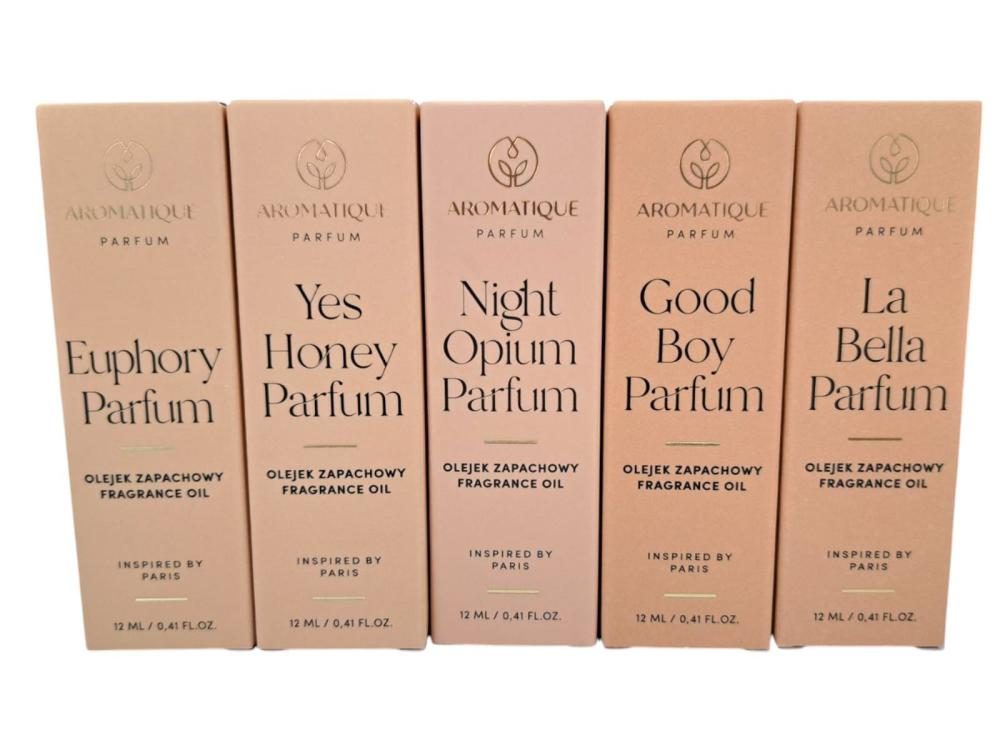 AROMATIQUE
PARFUM
Euphory
Parfum
OLEJEK ZAPACHOWY
FRAGRANCE OIL
INSPIRED BY
PARIS
12 ML / 0,41 FL.OZ.
AROMATIQUE
PARFUM
Yes
Honey
Parfum
OLEJEK ZAPACHOWY
FRAGRANCE OIL
INSPIRED BY
PARIS
12 ML / 0,41 FL.OZ.
AROMATIQUE
PARFUM
Night
Opium
Parfum
OLEJEK ZAPACHOWY
FRAGRANCE OIL
INSPIRED BY
PARIS
12 ML / 0,41 FL.OZ.
AROMATIQUE
PARFUM
Good
Boy
Parfum
OLEJEK ZAPACHOWY
FRAGRANCE OIL
INSPIRED BY
PARIS
12 ML / 0,41 FL.OZ.
AROMATIQUE
PARFUM
La
Bella
Parfum
OLEJEK ZAPACHOWY
FRAGRANCE OIL
INSPIRED BY
PARIS
12 ML / 0,41 FL.OZ.